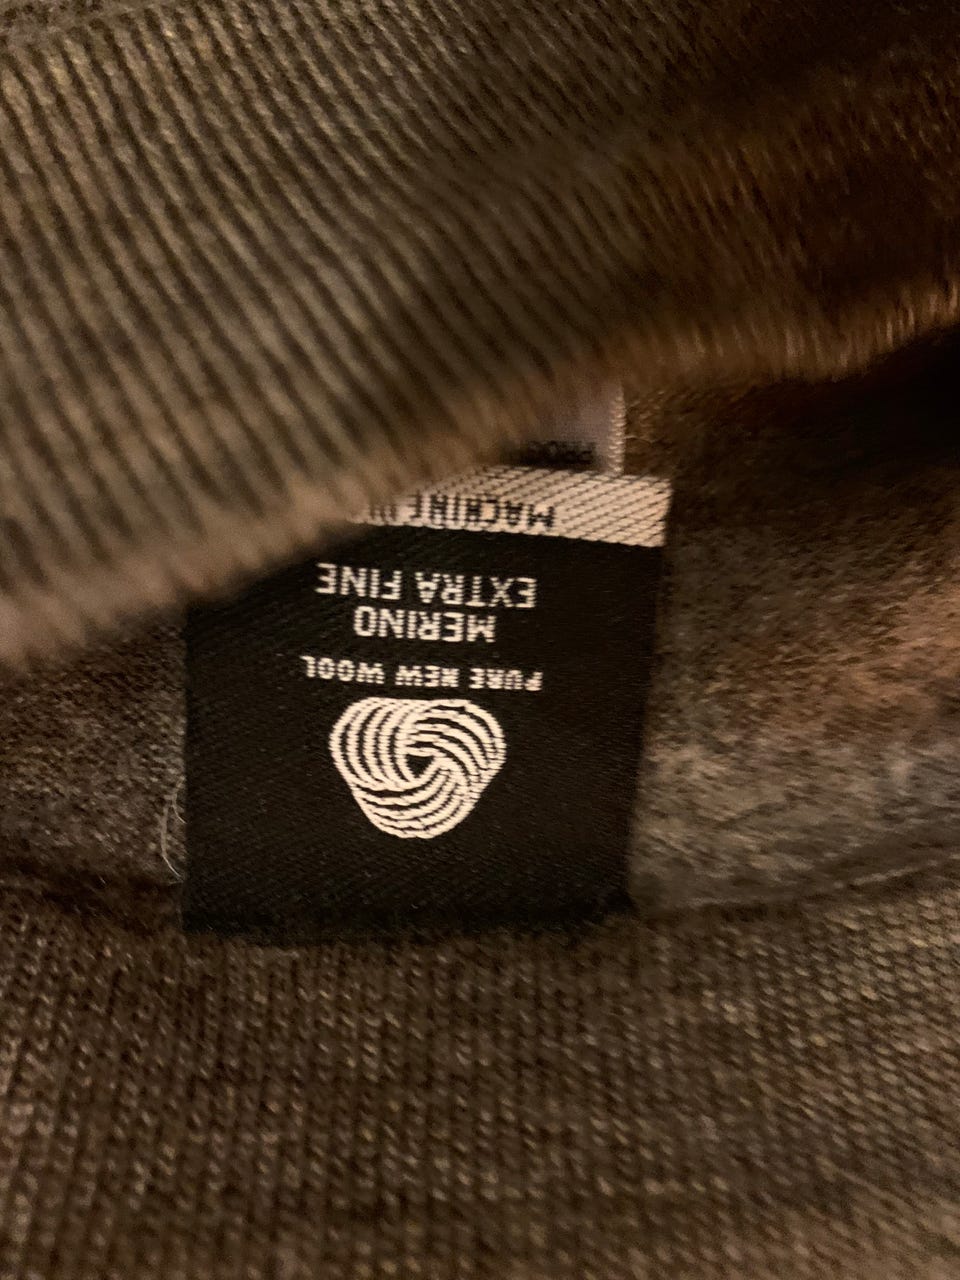 PURE NEW WOOL
MERINO
EXTRA FINE
MACHINE